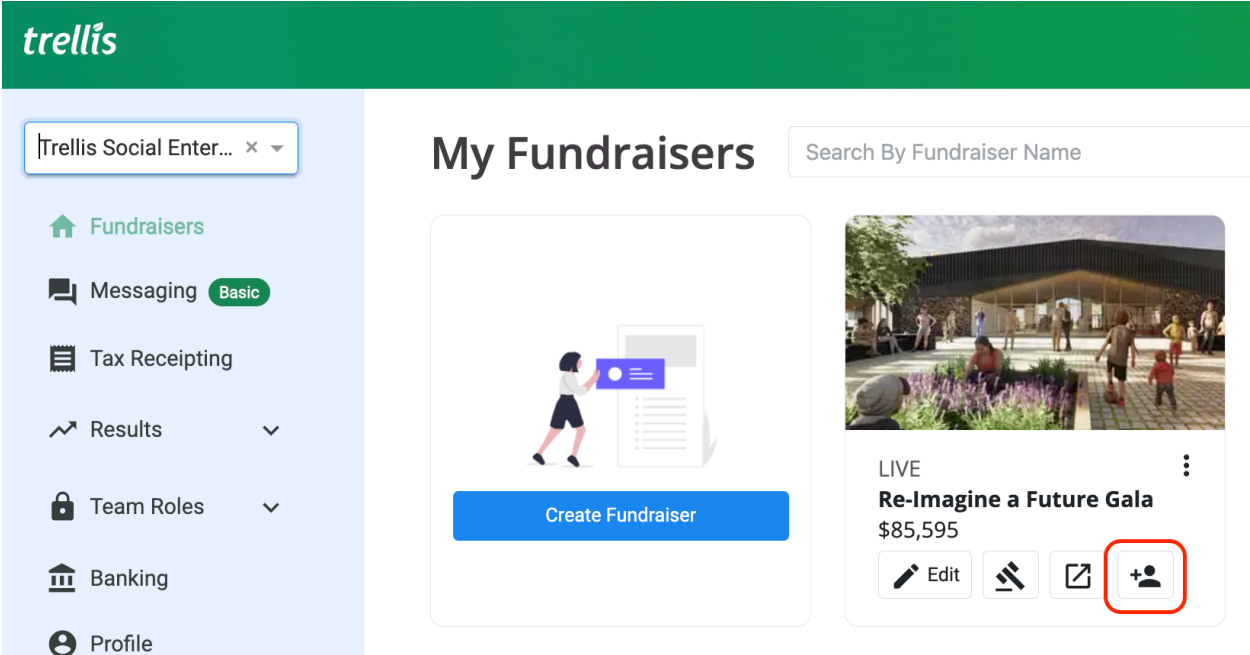 trellis
Trellis Social Enter...
Fundraisers
Messaging Basic
Tax Receipting
Results
Team Roles
Banking
Profile
My Fundraisers
Search By Fundraiser Name
Create Fundraiser
LIVE
Re-Imagine a Future Gala
$85,595
Edit